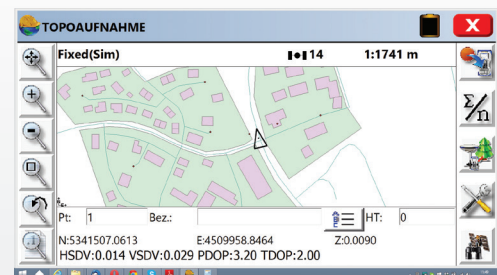 TOPOAUFNAHME
X
Fixed(Sim) 14 1:1741 m
Σ/n
Pt: 1 Bez.: HT: 0
N:5341507.0613 E:4509958.8464 Z:0.0090
HSDV:0.014 VSDV:0.029 PDOP:3.20 TDOP:2.00